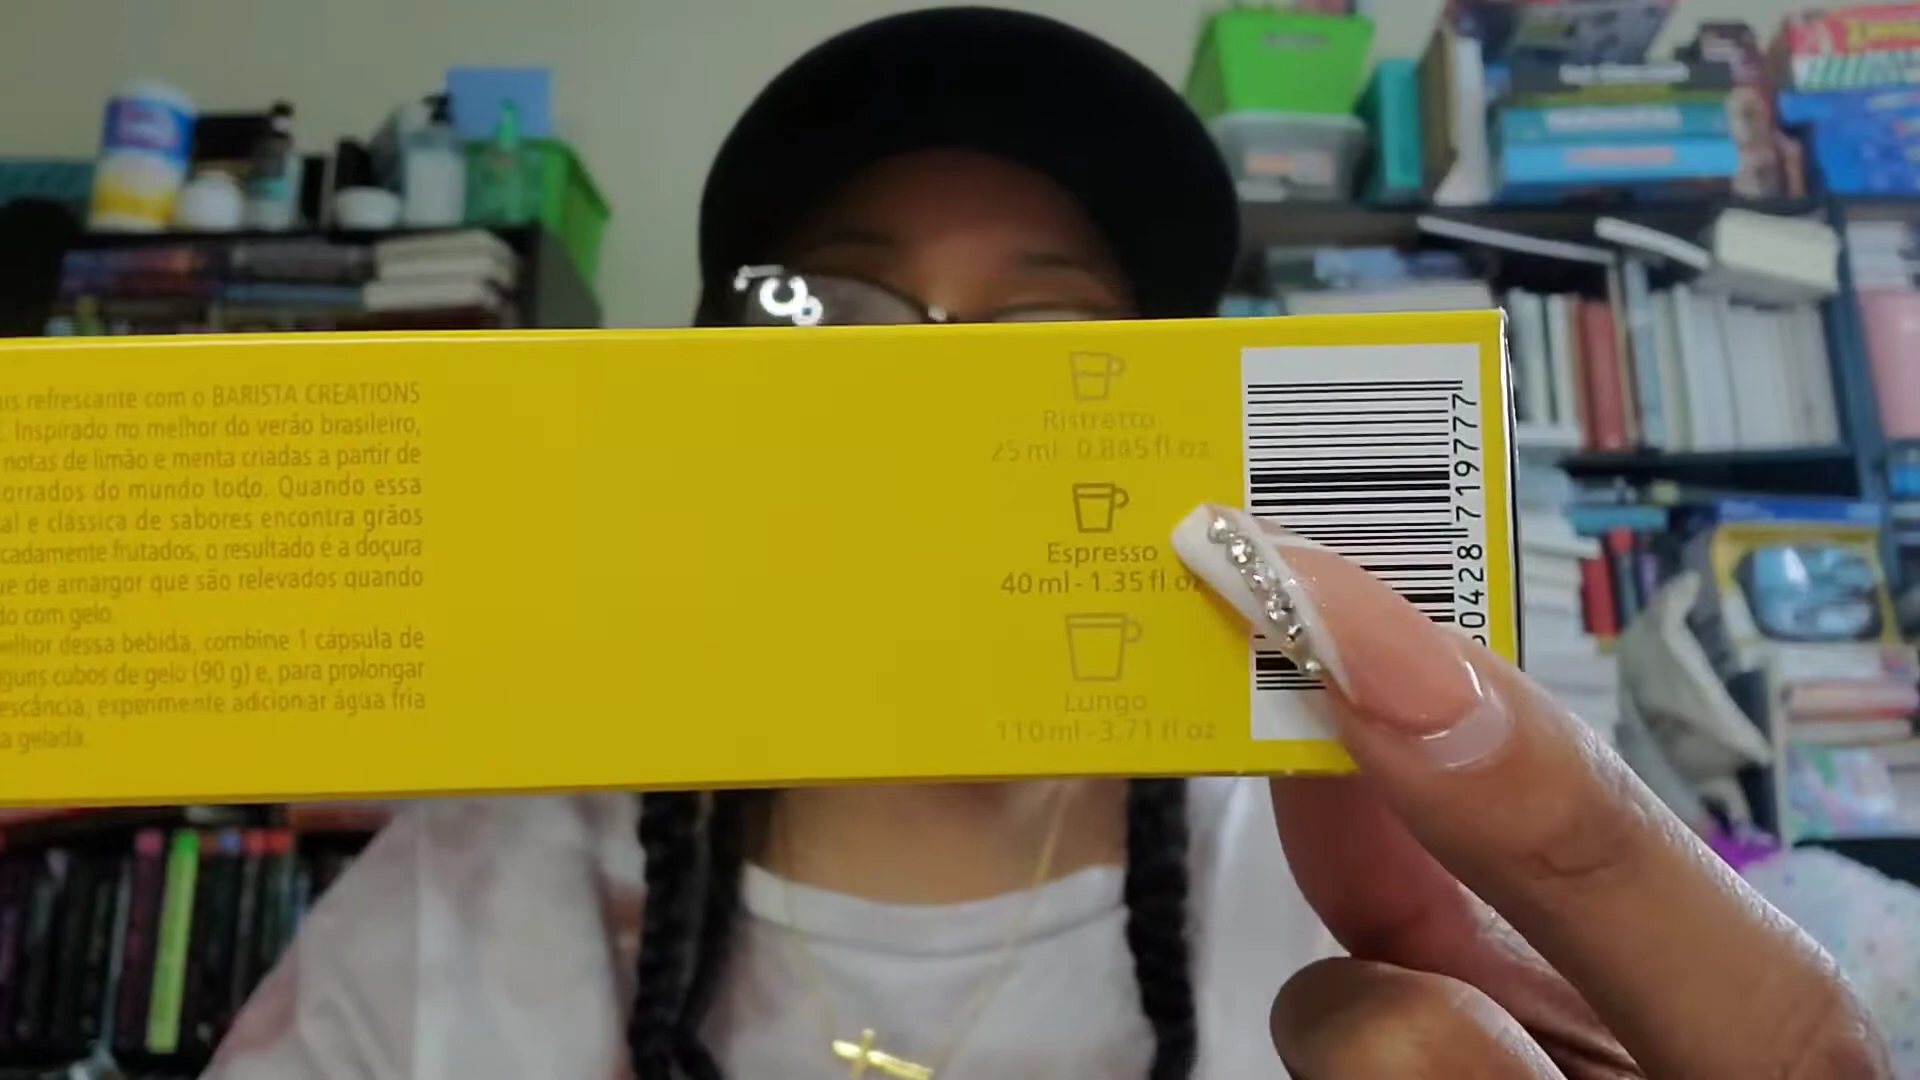 refrescante com o BARISTA CREATIONS
Inspirado no melhor do verão brasileiro,
notas de limão e menta criadas a partir de
orrados do mundo todo. Quando essa
al e clássica de sabores encontra grãos
cadamente frutados, o resultado é a doçura
ue de amargor que são relevados quando
do com gelo.
elhor dessa bebida, combine 1 cápsula de
guns cubos de gelo (90 g) e, para prolongar
escância, experimente adicionar água fria
a gelada.
Ristretto
25 ml - 0.845 fl oz
Espresso
40 ml - 1.35 fl. oz
Lungo
110 ml - 3.71 fl oz
30428 719777